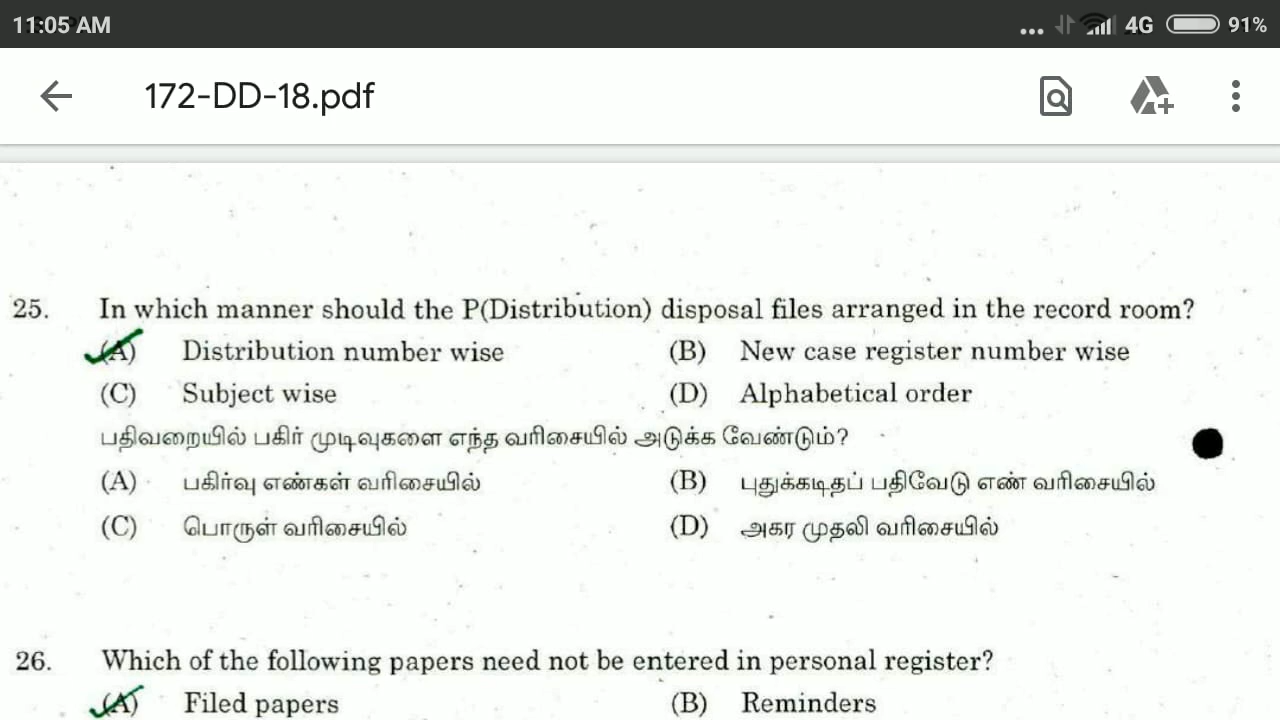 11:05 AM
4G 91%
172-DD-18.pdf
25. In which manner should the P(Distribution) disposal files arranged in the record room?
(A) Distribution number wise (B) New case register number wise
(C) Subject wise (D) Alphabetical order
பதிவறையில் பகிர் முடிவுகளை எந்த வரிசையில் அடுக்க வேண்டும்?
(A) பகிர்வு எண்கள் வரிசையில் (B) புதுக்கடிதப் பதிவேடு எண் வரிசையில்
(C) பொருள் வரிசையில் (D) அகர முதலி வரிசையில்
26. Which of the following papers need not be entered in personal register?
(A) Filed papers (B) Reminders